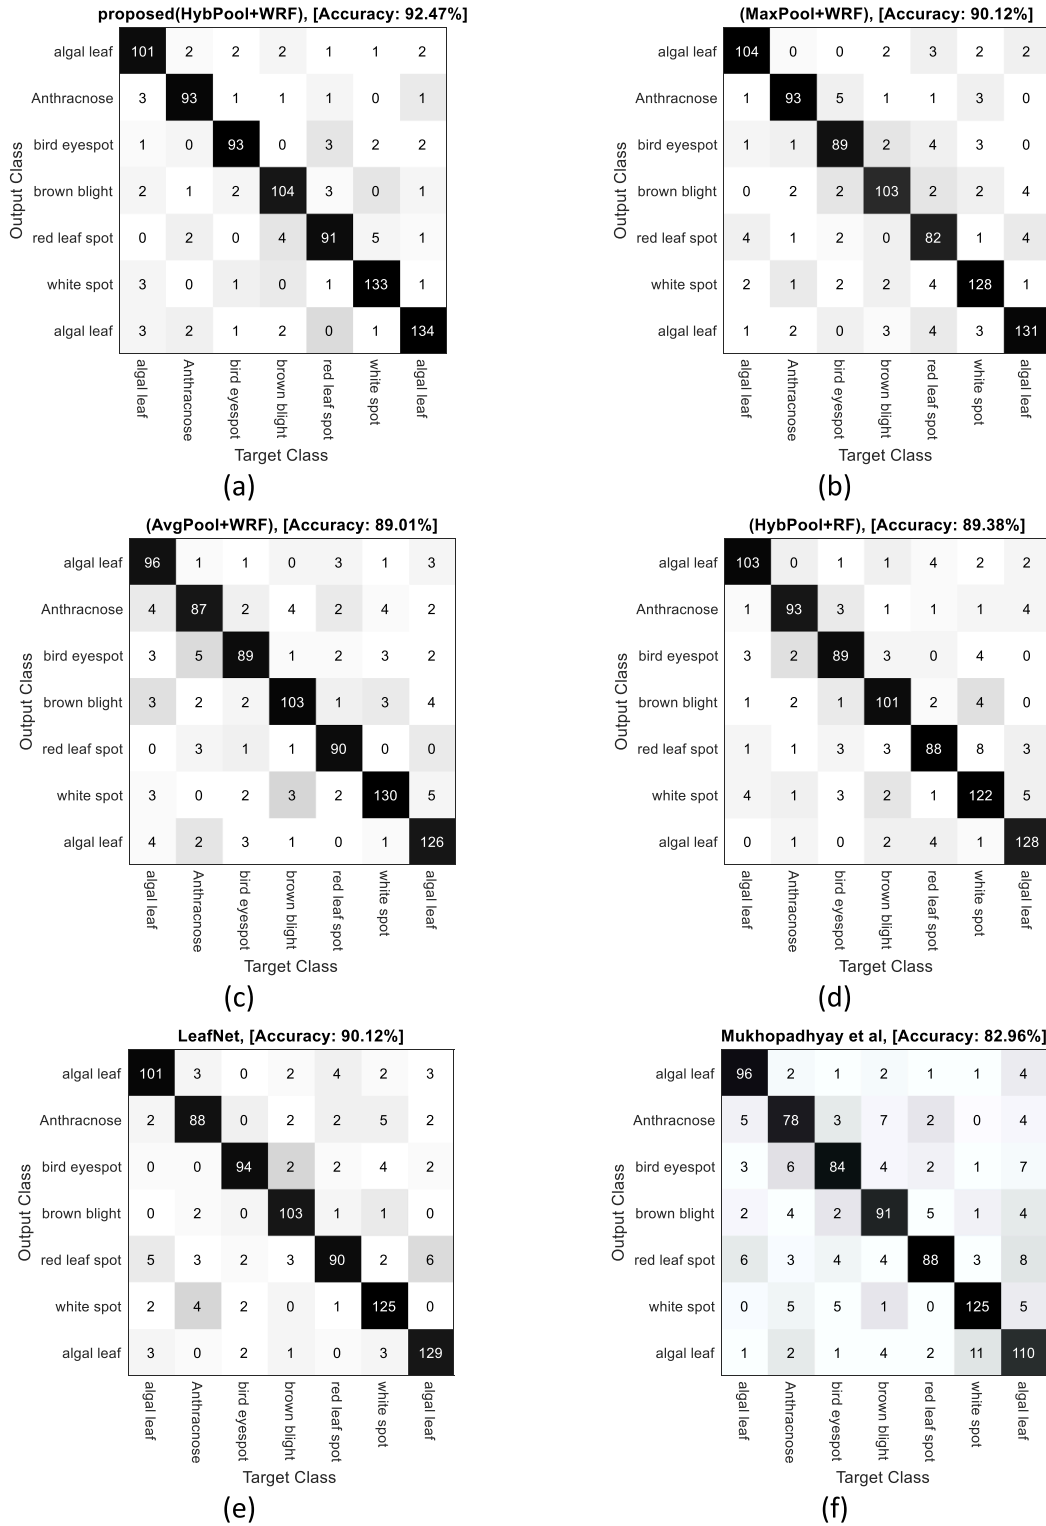 proposed(HybPool+WRF), [Accuracy: 92.47%]
algal leaf 101 2 2 2 1 1 2
Anthracnose 3 93 1 1 1 0 1
bird eyespot 1 0 93 0 3 2 2
brown blight 2 1 2 104 3 0 1
red leaf spot 0 2 0 4 91 5 1
white spot 3 0 1 0 1 133 1
algal leaf 3 2 1 2 0 1 134
Output Class
algal leaf Anthracnose bird eyespot brown blight red leaf spot white spot algal leaf
Target Class
(a)
(MaxPool+WRF), [Accuracy: 90.12%]
algal leaf 104 0 0 2 3 2 2
Anthracnose 1 93 5 1 1 3 0
bird eyespot 1 1 89 2 4 3 0
brown blight 0 2 2 103 2 2 4
red leaf spot 4 1 2 0 82 1 4
white spot 2 1 2 2 4 128 1
algal leaf 1 2 0 3 4 3 131
Output Class
algal leaf Anthracnose bird eyespot brown blight red leaf spot white spot algal leaf
Target Class
(b)
(AvgPool+WRF), [Accuracy: 89.01%]
algal leaf 96 1 1 0 3 1 3
Anthracnose 4 87 2 4 2 4 2
bird eyespot 3 5 89 1 2 3 2
brown blight 3 2 2 103 1 3 4
red leaf spot 0 3 1 1 90 0 0
white spot 3 0 2 3 2 130 5
algal leaf 4 2 3 1 0 1 126
Output Class
algal leaf Anthracnose bird eyespot brown blight red leaf spot white spot algal leaf
Target Class
(c)
(HybPool+RF), [Accuracy: 89.38%]
algal leaf 103 0 1 1 4 2 2
Anthracnose 1 93 3 1 1 1 4
bird eyespot 3 2 89 3 0 4 0
brown blight 1 2 1 101 2 4 0
red leaf spot 1 1 3 3 88 8 3
white spot 4 1 3 2 1 122 5
algal leaf 0 1 0 2 4 1 128
Output Class
algal leaf Anthracnose bird eyespot brown blight red leaf spot white spot algal leaf
Target Class
(d)
LeafNet, [Accuracy: 90.12%]
algal leaf 101 3 0 2 4 2 3
Anthracnose 2 88 0 2 2 5 2
bird eyespot 0 0 94 2 2 4 2
brown blight 0 2 0 103 1 1 0
red leaf spot 5 3 2 3 90 2 6
white spot 2 4 2 0 1 125 0
algal leaf 3 0 2 1 0 3 129
Output Class
algal leaf Anthracnose bird eyespot brown blight red leaf spot white spot algal leaf
Target Class
(e)
Mukhopadhyay et al, [Accuracy: 82.96%]
algal leaf 96 2 1 2 1 1 4
Anthracnose 5 78 3 7 2 0 4
bird eyespot 3 6 84 4 2 1 7
brown blight 2 4 2 91 5 1 4
red leaf spot 6 3 4 4 88 3 8
white spot 0 5 5 1 0 125 5
algal leaf 1 2 1 4 2 11 110
Output Class
algal leaf Anthracnose bird eyespot brown blight red leaf spot white spot algal leaf
Target Class
(f)